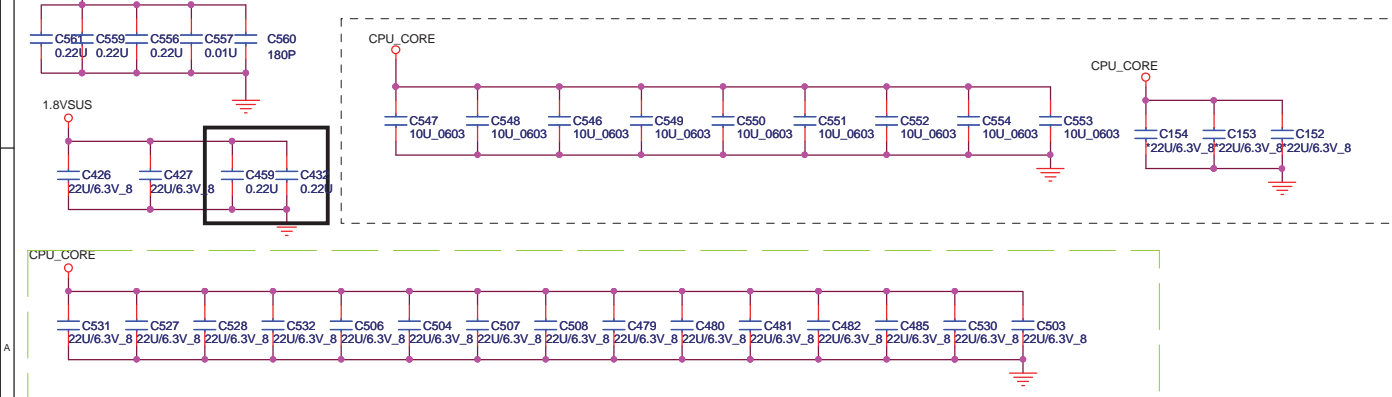 C561 C559 C556 C557 C560
0.22U 0.22U 0.22U 0.01U 180P
CPU_CORE
CPU_CORE
1.8VSUS
C547 C548 C546 C549 C550 C551 C552 C554 C553
10U_0603 10U_0603 10U_0603 10U_0603 10U_0603 10U_0603 10U_0603 10U_0603 10U_0603
C154 C153 C152
*22U/6.3V_8 *22U/6.3V_8 *22U/6.3V_8
C426 C427 C459 C432
22U/6.3V_8 22U/6.3V_8 0.22U 0.22U
CPU_CORE
C531 C527 C528 C532 C506 C504 C507 C508 C479 C480 C481 C482 C485 C530 C503
22U/6.3V_8 22U/6.3V_8 22U/6.3V_8 22U/6.3V_8 22U/6.3V_8 22U/6.3V_8 22U/6.3V_8 22U/6.3V_8 22U/6.3V_8 22U/6.3V_8 22U/6.3V_8 22U/6.3V_8 22U/6.3V_8 22U/6.3V_8 22U/6.3V_8
A